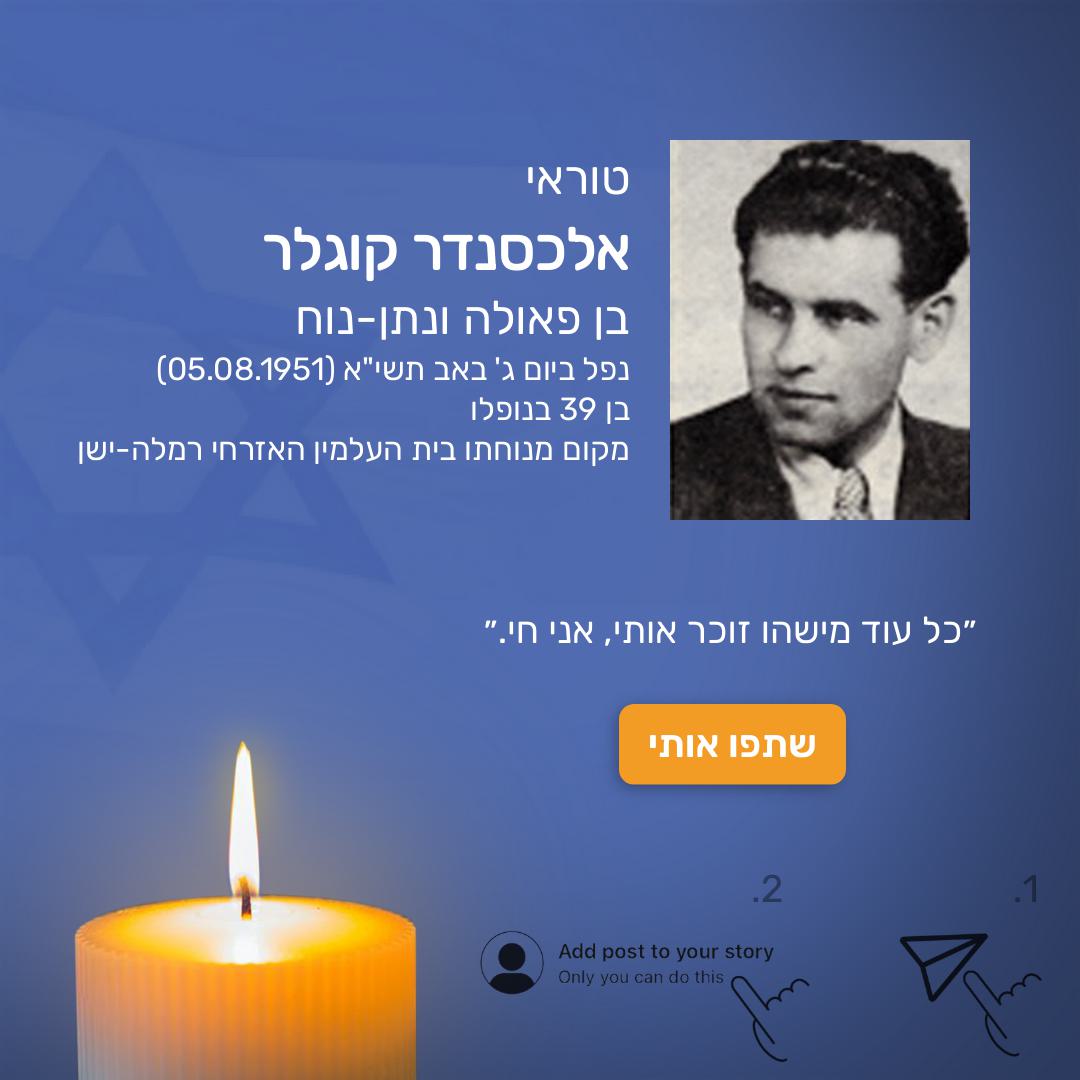 טוראי
אלכסנדר קוגלר
בן פאולה ונתן-נוח
נפל ביום ג' באב תשי"א (05.08.1951)
בן 39 בנופלו
מקום מנוחתו בית העלמין האזרחי רמלה-ישן
״כל עוד מישהו זוכר אותי, אני חי.״
שתפו אותי
.1
.2
Add post to your story
Only you can do this